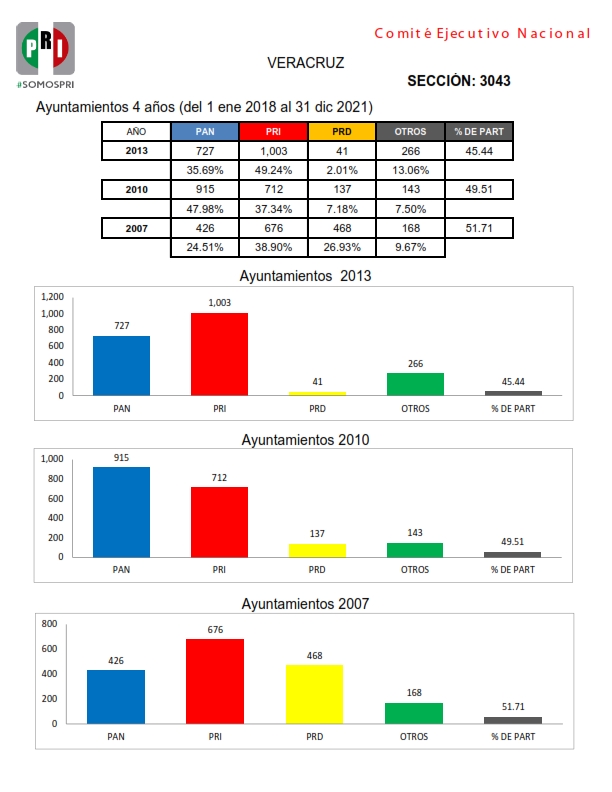 Comité Ejecutivo Nacional
PRI
#SOMOSPRI
VERACRUZ
SECCIÓN: 3043
Ayuntamientos 4 años (del 1 ene 2018 al 31 dic 2021)
AÑO PAN PRI PRD OTROS % DE PART
2013 727 1,003 41 266 45.44
35.69% 49.24% 2.01% 13.06%
2010 915 712 137 143 49.51
47.98% 37.34% 7.18% 7.50%
2007 426 676 468 168 51.71
24.51% 38.90% 26.93% 9.67%
Ayuntamientos 2013
1,200
1,000
800
600
400
200
0
727
1,003
41
266
45.44
PAN PRI PRD OTROS % DE PART
Ayuntamientos 2010
1,000
800
600
400
200
0
915
712
137
143
49.51
PAN PRI PRD OTROS % DE PART
Ayuntamientos 2007
800
600
400
200
0
426
676
468
168
51.71
PAN PRI PRD OTROS % DE PART